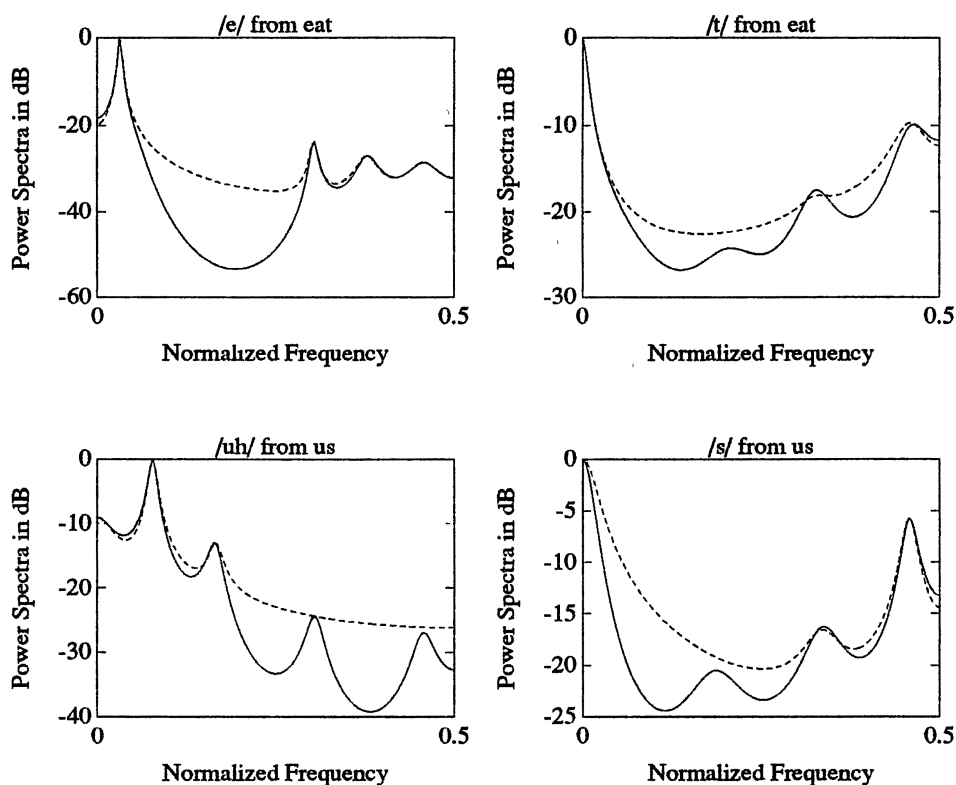 /e/ from eat
Power Spectra in dB
0
-20
-40
-60
0
0.5
Normalized Frequency
/t/ from eat
Power Spectra in dB
0
-10
-20
-30
0
0.5
Normalized Frequency
/uh/ from us
Power Spectra in dB
0
-10
-20
-30
-40
0
0.5
Normalized Frequency
/s/ from us
Power Spectra in dB
0
-5
-10
-15
-20
-25
0
0.5
Normalized Frequency